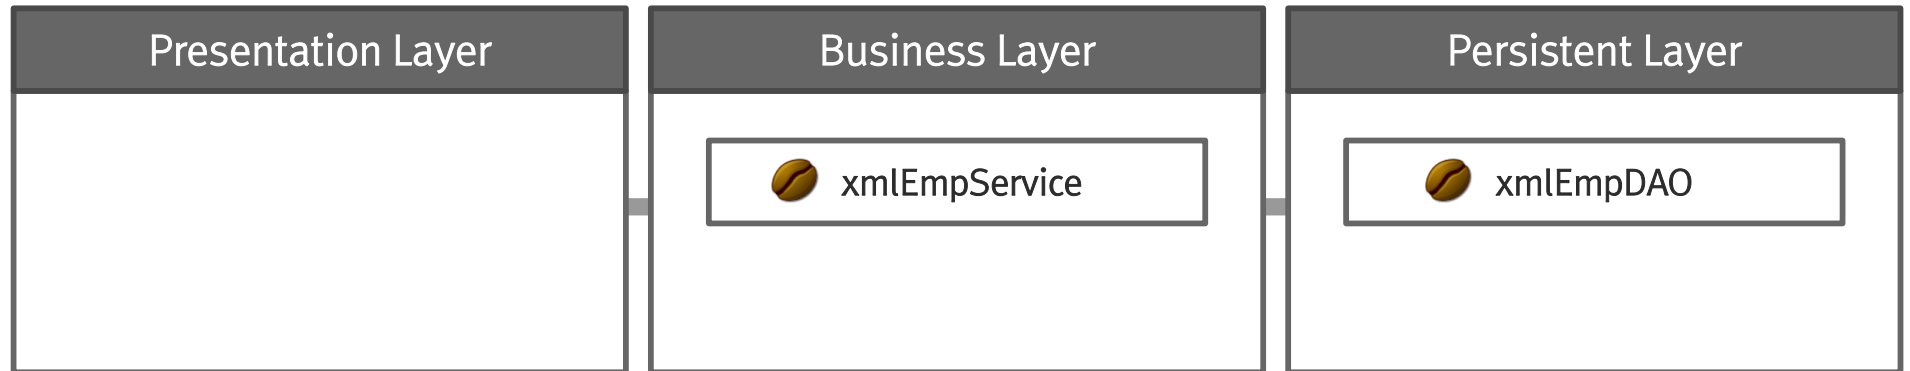 Presentation Layer
Business Layer
Persistent Layer
xmlEmpService
xmlEmpDAO